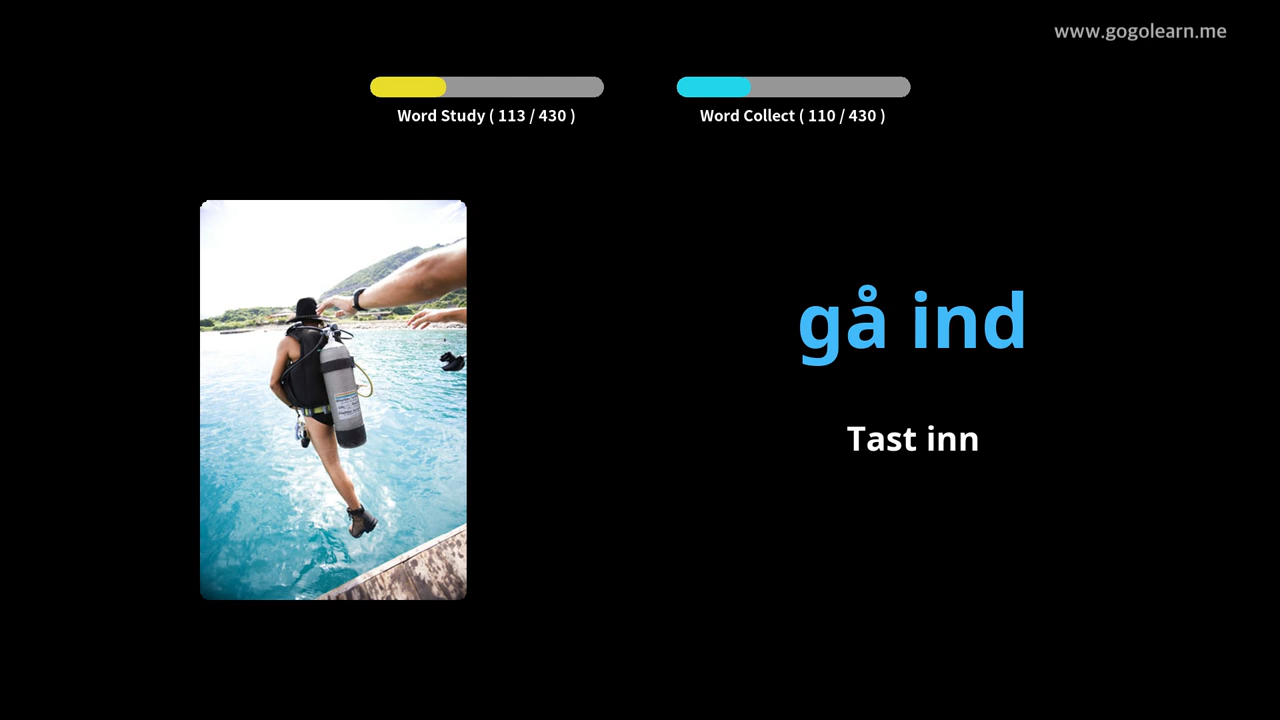 www.gogolearn.me
Word Study ( 113 / 430 )
Word Collect ( 110 / 430 )
gå ind
Tast inn